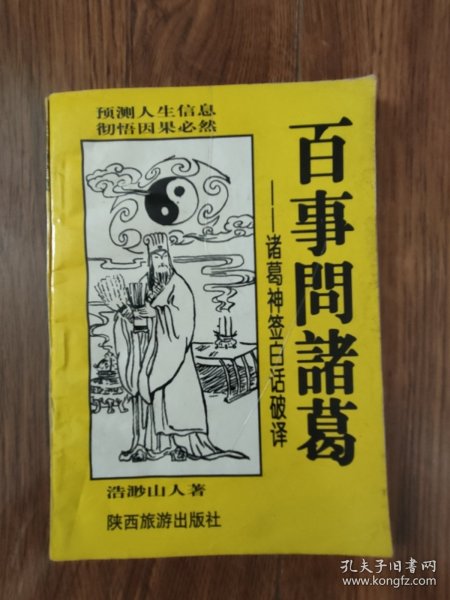 预测人生信息
彻悟因果必然
百事問諸葛
——诸葛神签白话破译
浩渺山人著
陕西旅游出版社
孔夫子旧书网
www.kongfz.com